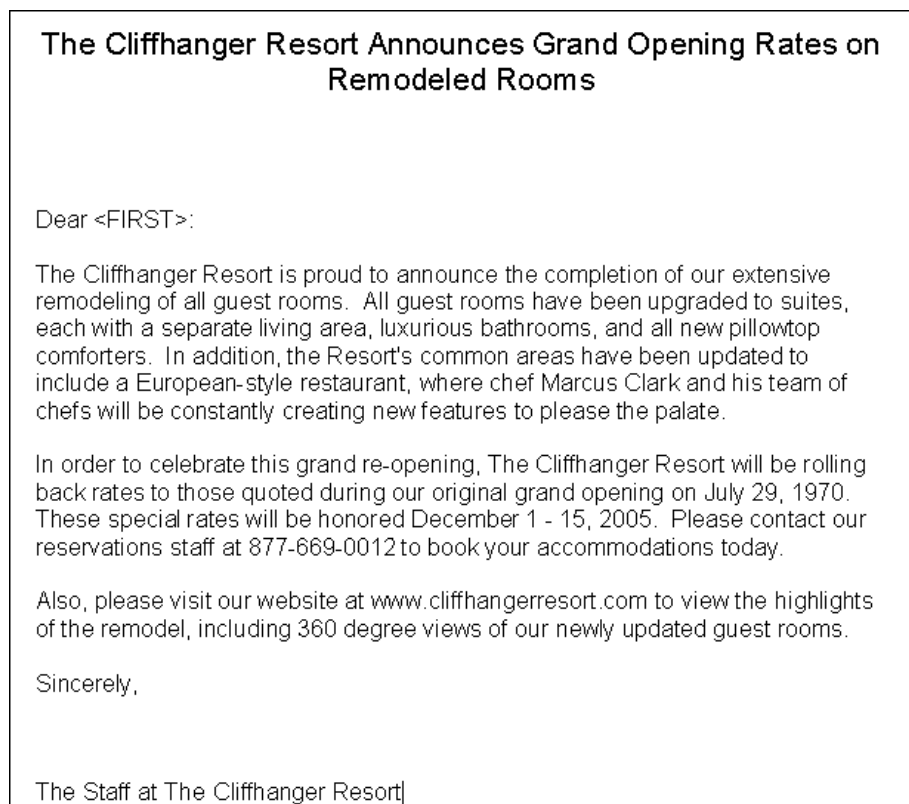 The Cliffhanger Resort Announces Grand Opening Rates on
Remodeled Rooms
Dear <FIRST>:
The Cliffhanger Resort is proud to announce the completion of our extensive
remodeling of all guest rooms.  All guest rooms have been upgraded to suites,
each with a separate living area, luxurious bathrooms, and all new pillowtop
comforters.  In addition, the Resort's common areas have been updated to
include a European-style restaurant, where chef Marcus Clark and his team of
chefs will be constantly creating new features to please the palate.
In order to celebrate this grand re-opening, The Cliffhanger Resort will be rolling
back rates to those quoted during our original grand opening on July 29, 1970.
These special rates will be honored December 1 - 15, 2005.  Please contact our
reservations staff at 877-669-0012 to book your accommodations today.
Also, please visit our website at www.cliffhangerresort.com to view the highlights
of the remodel, including 360 degree views of our newly updated guest rooms.
Sincerely,
The Staff at The Cliffhanger Resort